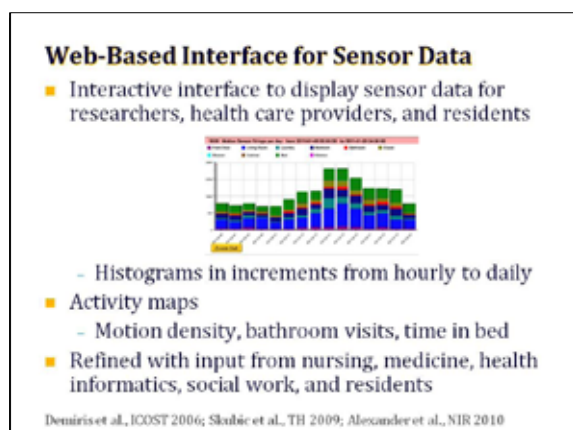 Web-Based Interface for Sensor Data
Interactive interface to display sensor data for
researchers, health care providers, and residents
- Histograms in increments from hourly to daily
Activity maps
- Motion density, bathroom visits, time in bed
Refined with input from nursing, medicine, health
informatics, social work, and residents
Demiris et al., ICOST 2006; Skubic et al., TH 2009; Alexander et al., NIR 2010